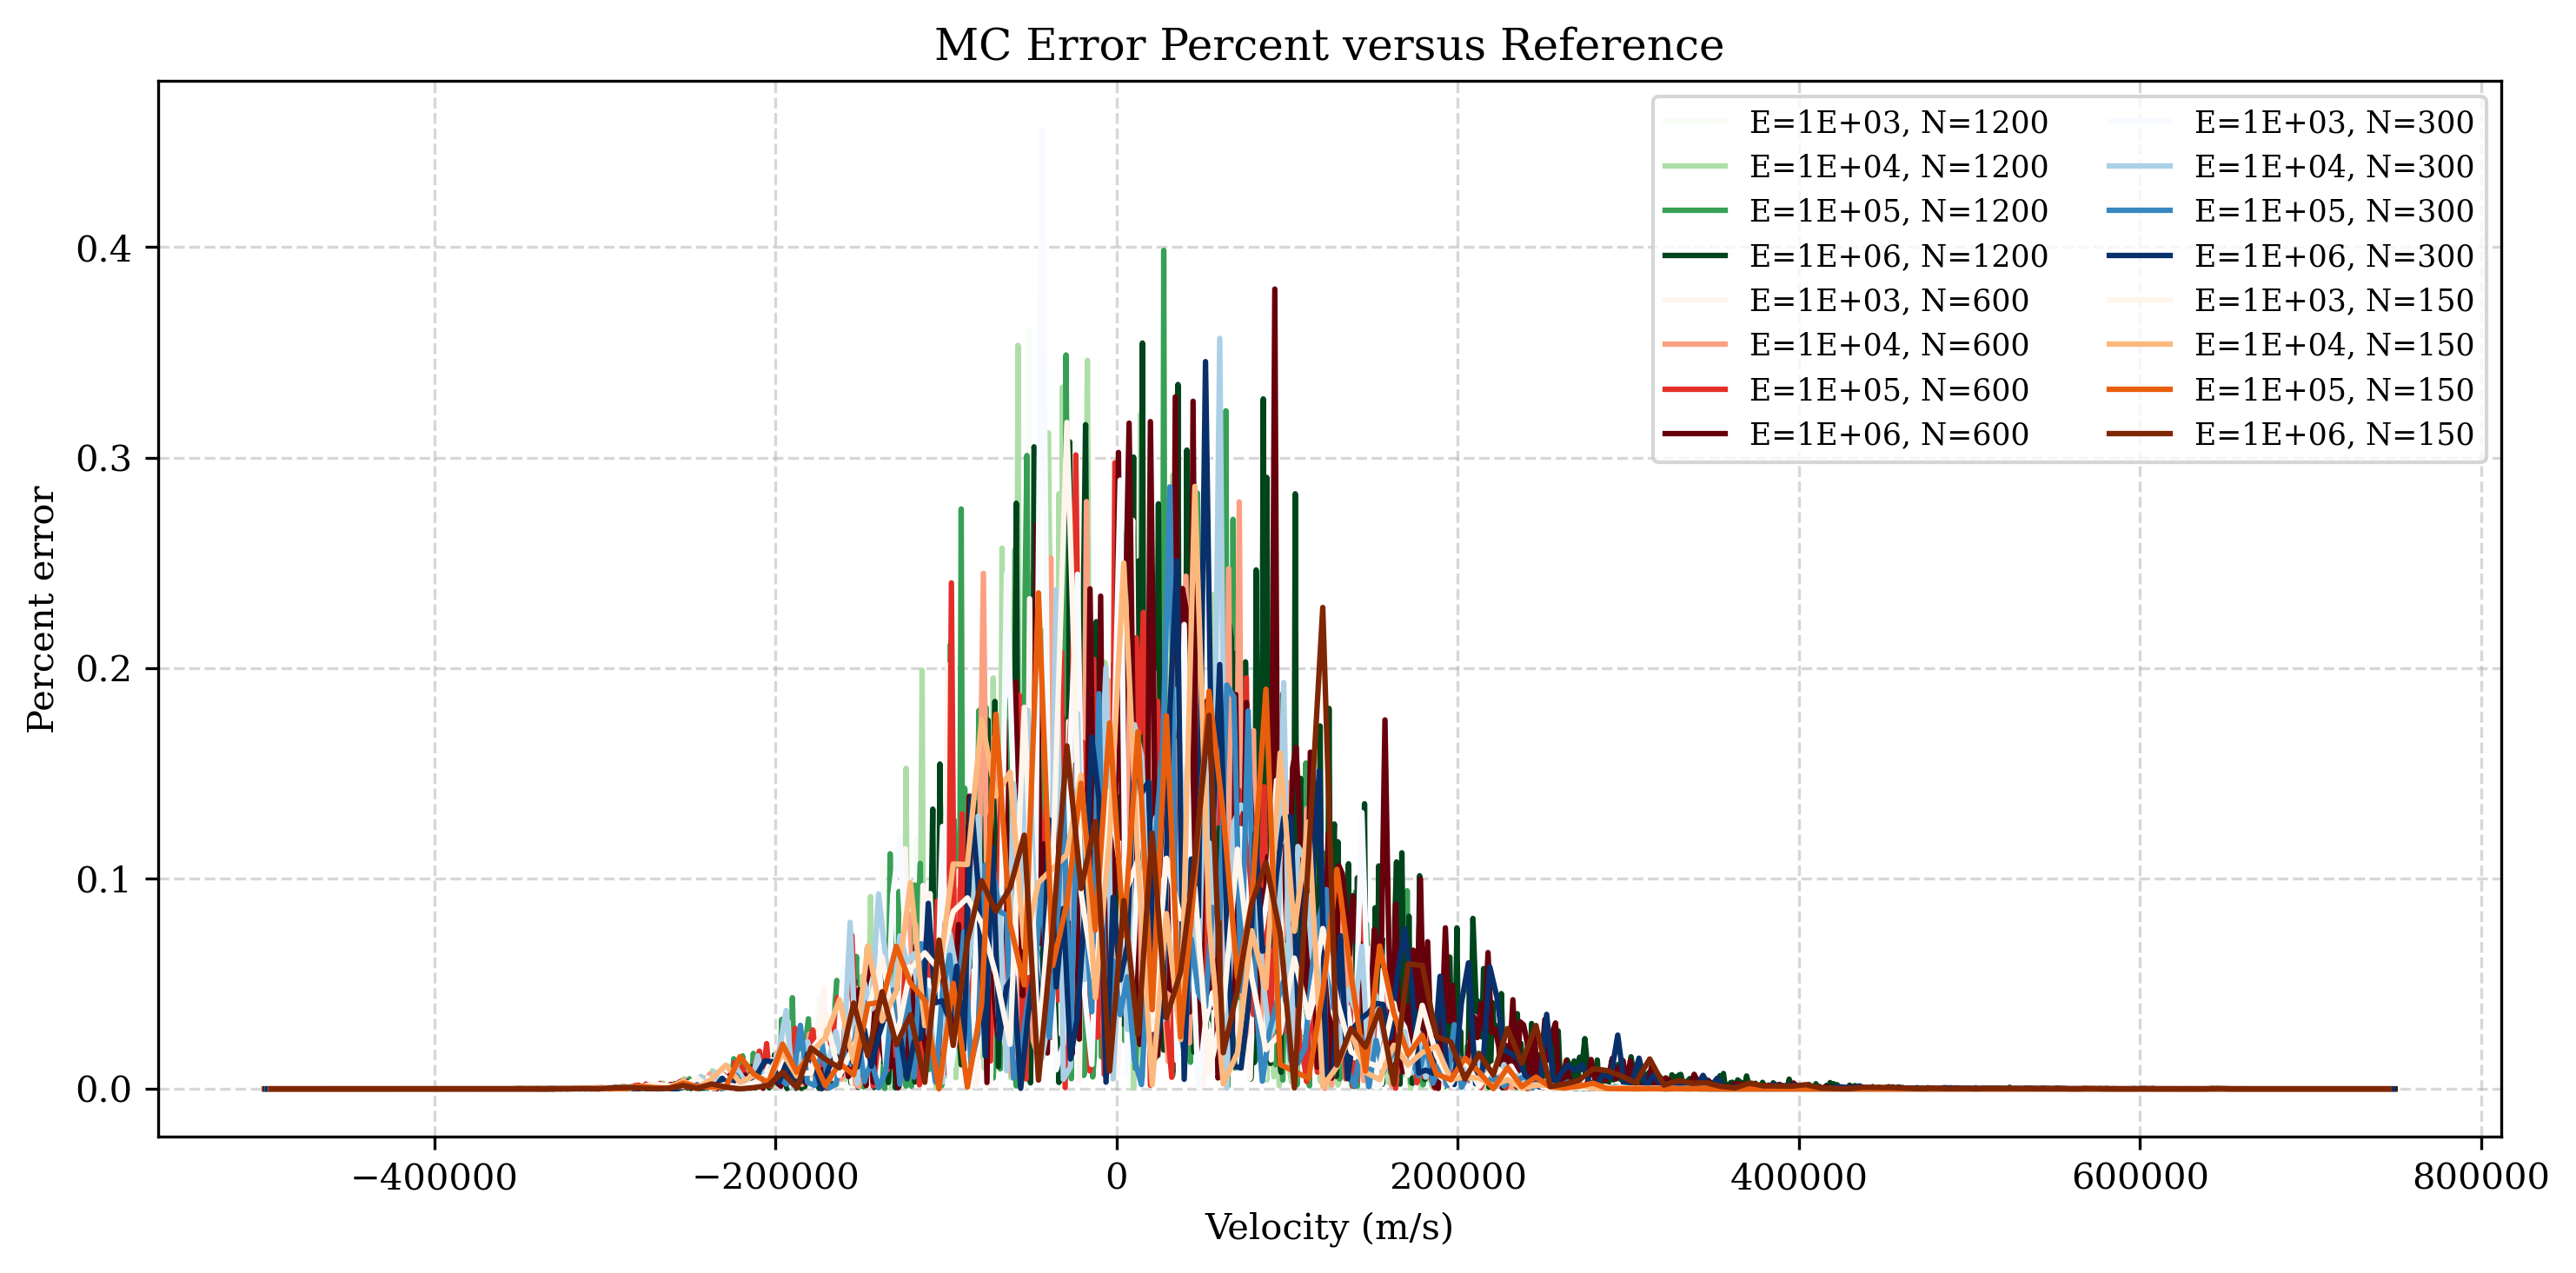 MC Error Percent versus Reference
Percent error
0.4
0.3
0.2
0.1
0.0
E=1E+03, N=1200
E=1E+04, N=1200
E=1E+05, N=1200
E=1E+06, N=1200
E=1E+03, N=600
E=1E+04, N=600
E=1E+05, N=600
E=1E+06, N=600
E=1E+03, N=300
E=1E+04, N=300
E=1E+05, N=300
E=1E+06, N=300
E=1E+03, N=150
E=1E+04, N=150
E=1E+05, N=150
E=1E+06, N=150
−400000 −200000 0 200000 400000 600000 800000
Velocity (m/s)